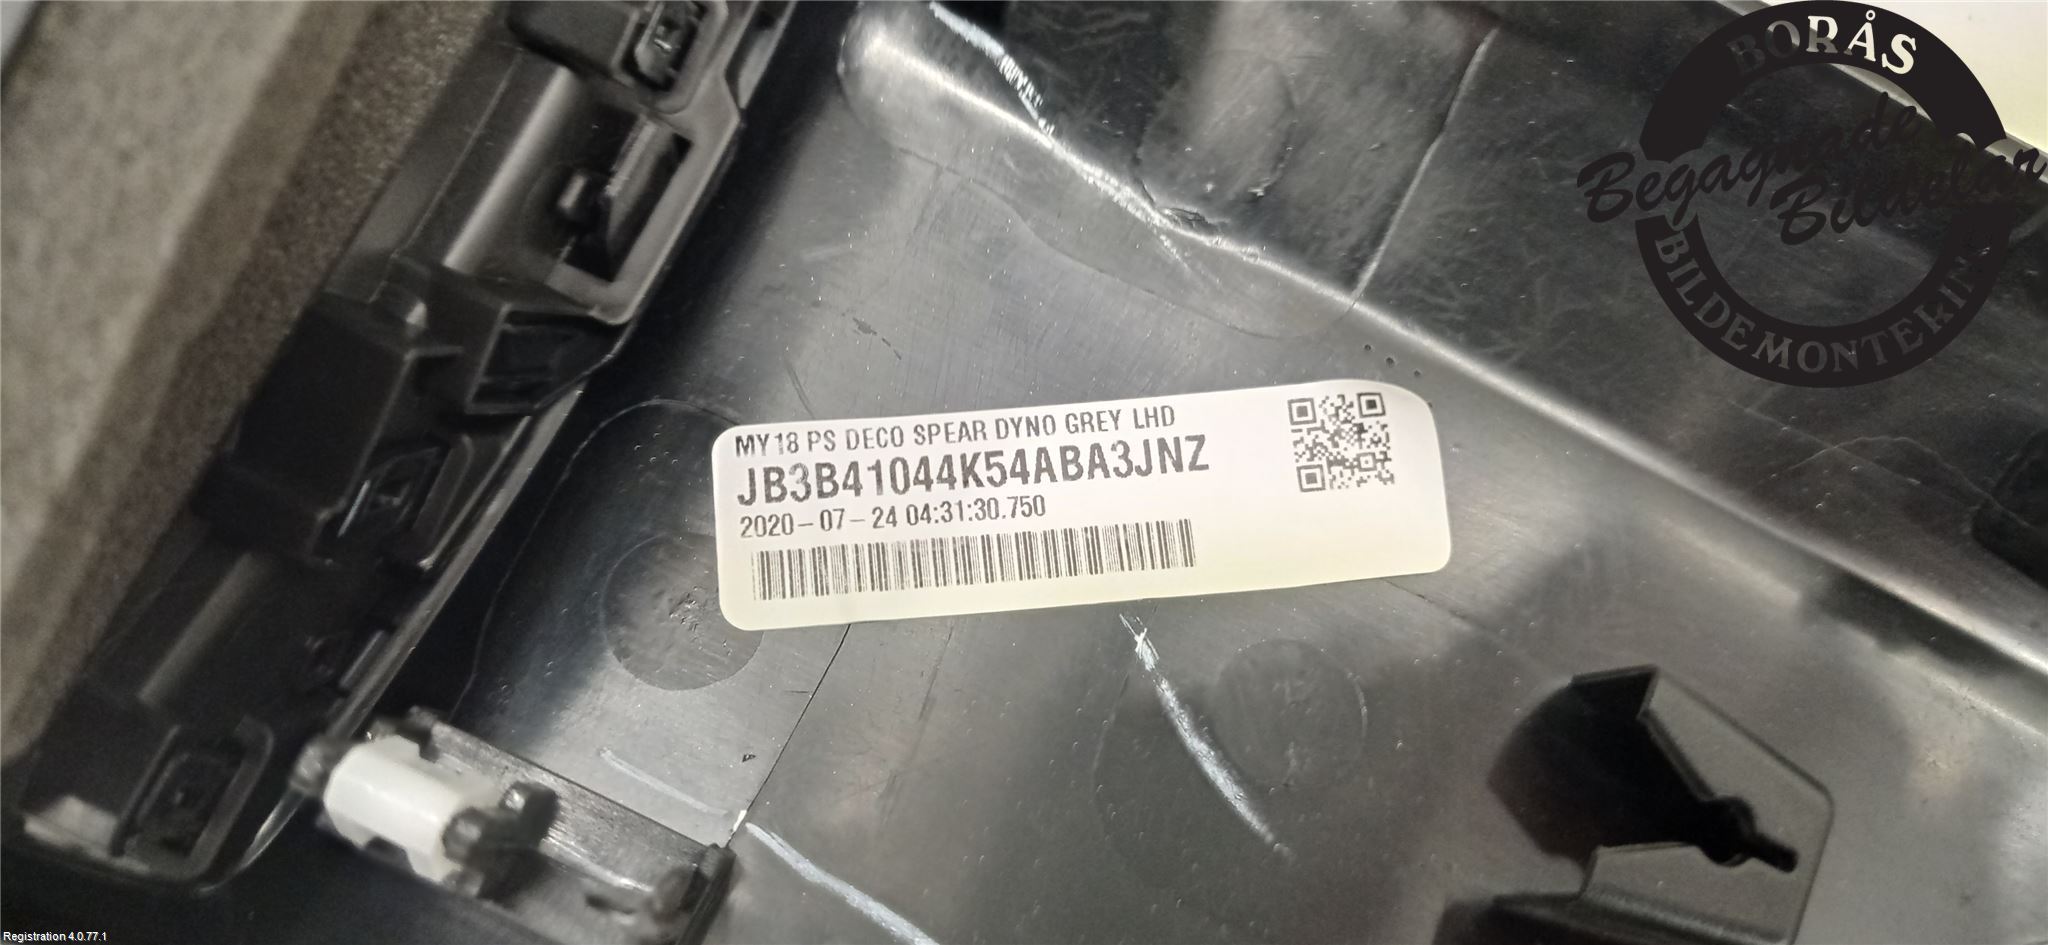 BORÅS
Begagnade
Bildelar
BILDEMONTERIN
MY18 PS DECO SPEAR DYNO GREY LHD
JB3B41044K54ABA3JNZ
2020-07-24 04:31:30.750
Registration 4.0.77.1